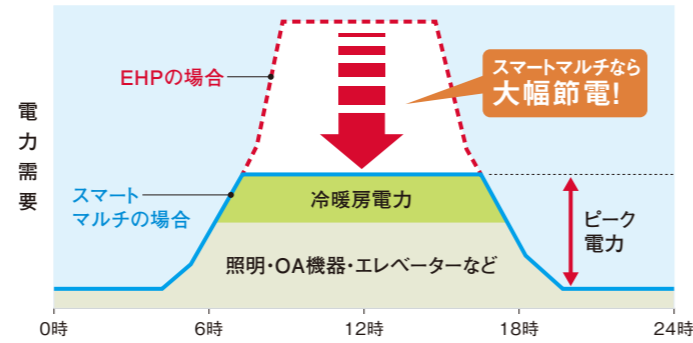 スマートマルチなら
大幅節電!
EHPの場合
電力需要
スマート
マルチの場合
冷暖房電力
ピーク
電力
照明・OA機器・エレベーターなど
0時
6時
12時
18時
24時